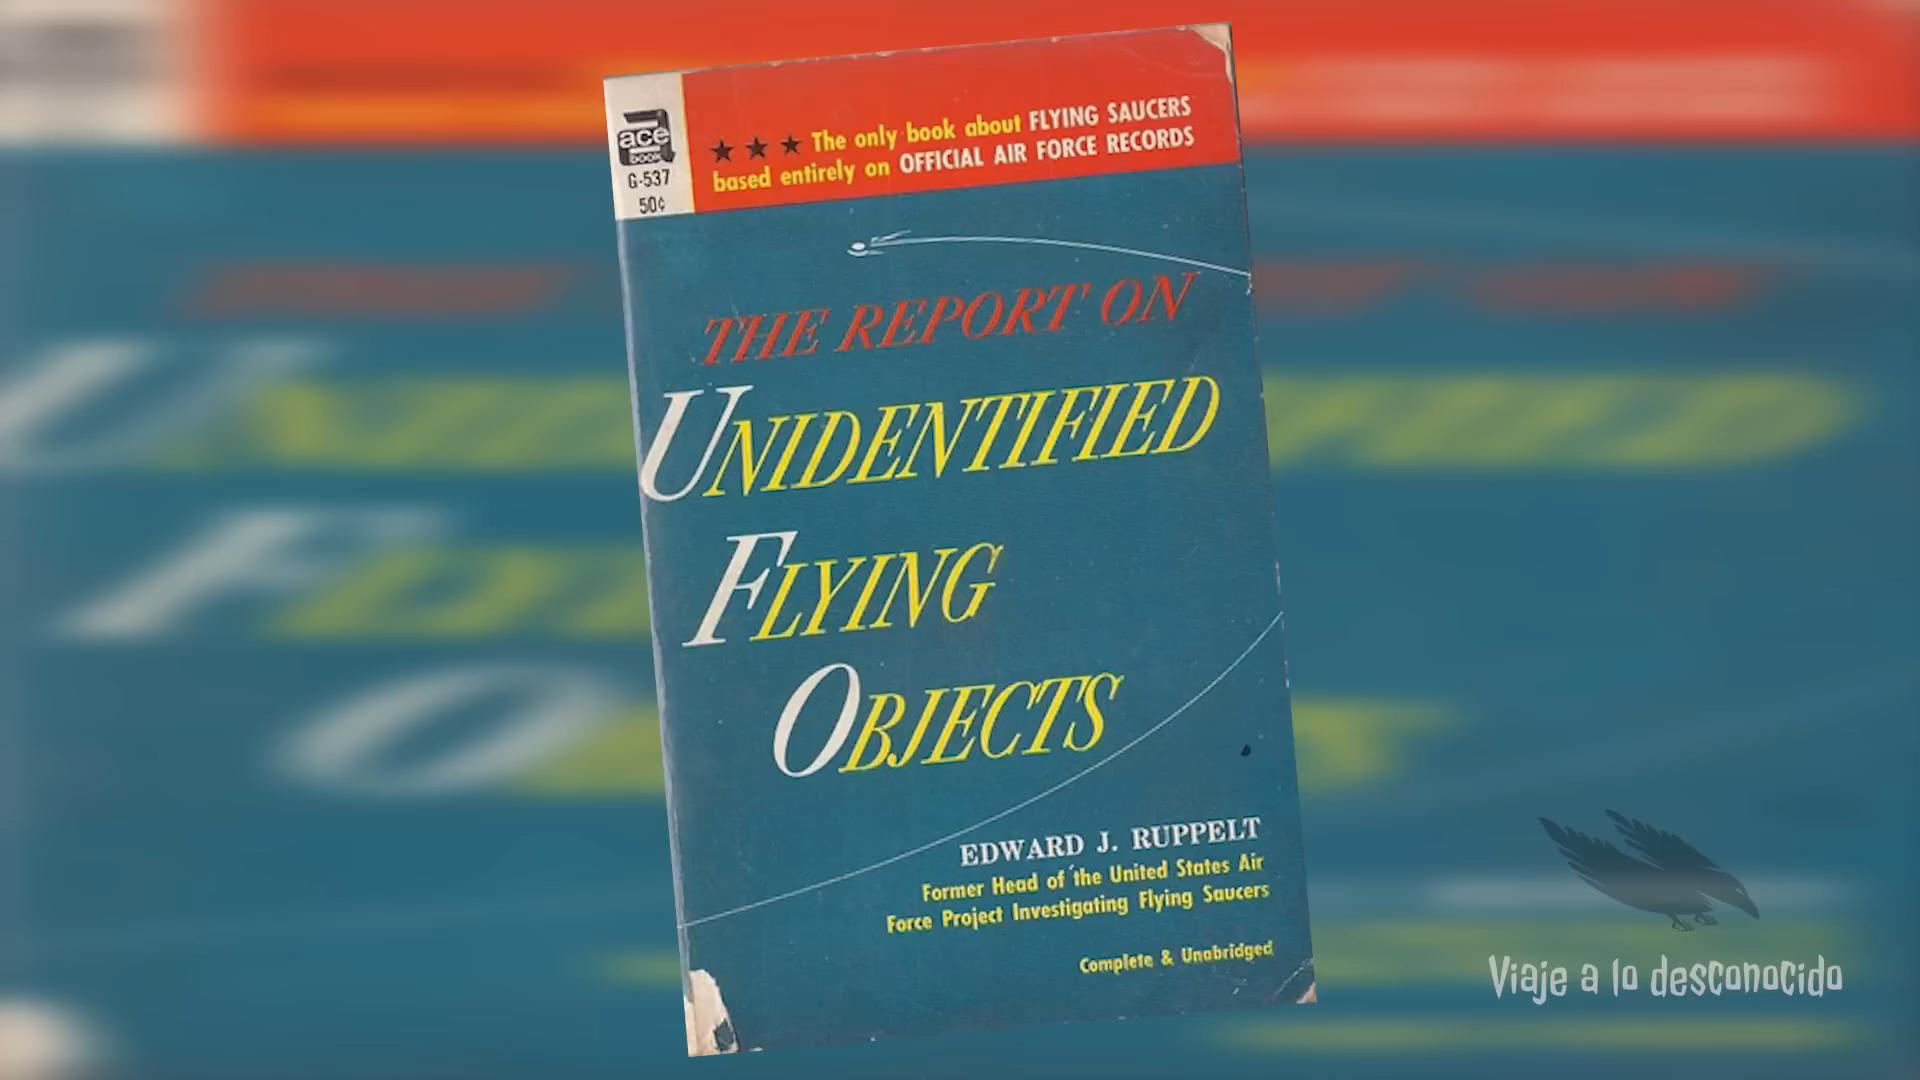 ace
BOOK
G-537
50¢
★ ★ ★ The only book about FLYING SAUCERS
based entirely on OFFICIAL AIR FORCE RECORDS
THE REPORT ON
UNIDENTIFIED
FLYING
OBJECTS
EDWARD J. RUPPELT
Former Head of the United States Air
Force Project Investigating Flying Saucers
Complete & Unabridged
Viaje a lo desconocido